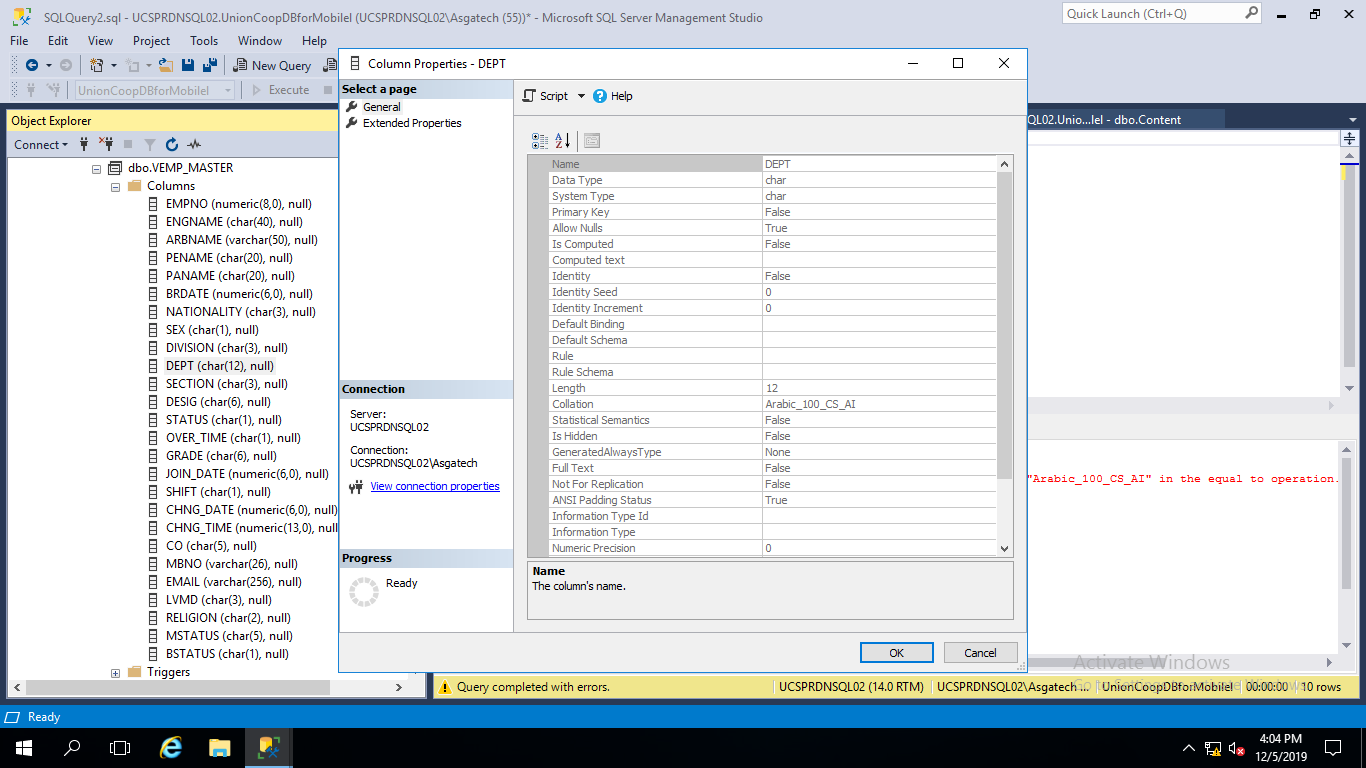 SQLQuery2.sql - UCSPRDNSQL02.UnionCoopDBforMobileI (UCSPRDNSQL02\Asgatech (55))* - Microsoft SQL Server Management Studio
Quick Launch (Ctrl+Q)
File Edit View Project Tools Window Help
New Query
UnionCoopDBforMobileI
Execute
Object Explorer
Connect
dbo.VEMP_MASTER
Columns
EMPNO (numeric(8,0), null)
ENGNAME (char(40), null)
ARBNAME (varchar(50), null)
PENAME (char(20), null)
PANAME (char(20), null)
BRDATE (numeric(6,0), null)
NATIONALITY (char(3), null)
SEX (char(1), null)
DIVISION (char(3), null)
DEPT (char(12), null)
SECTION (char(3), null)
DESIG (char(6), null)
STATUS (char(1), null)
OVER_TIME (char(1), null)
GRADE (char(6), null)
JOIN_DATE (numeric(6,0), null)
SHIFT (char(1), null)
CHNG_DATE (numeric(6,0), null)
CHNG_TIME (numeric(13,0), null
CO (char(5), null)
MBNO (varchar(26), null)
EMAIL (varchar(256), null)
LVMD (char(3), null)
RELIGION (char(2), null)
MSTATUS (char(5), null)
BSTATUS (char(1), null)
Triggers
Column Properties - DEPT
Select a page
General
Extended Properties
Connection
Server:
UCSPRDNSQL02
Connection:
UCSPRDNSQL02\Asgatech
View connection properties
Progress
Ready
Script Help
Name DEPT
Data Type char
System Type char
Primary Key False
Allow Nulls True
Is Computed False
Computed text
Identity False
Identity Seed 0
Identity Increment 0
Default Binding
Default Schema
Rule
Rule Schema
Length 12
Collation Arabic_100_CS_AI
Statistical Semantics False
Is Hidden False
GeneratedAlwaysType None
Full Text False
Not For Replication False
ANSI Padding Status True
Information Type Id
Information Type
Numeric Precision 0
Name
The column's name.
OK Cancel
QL02.Unio...lel - dbo.Content
"Arabic_100_CS_AI" in the equal to operation.
Activate Windows
Go to Settings to activate Windows.
Query completed with errors.
UCSPRDNSQL02 (14.0 RTM)
UCSPRDNSQL02\Asgatech ...
UnionCoopDBforMobileI
00:00:00
10 rows
Ready
4:04 PM
12/5/2019